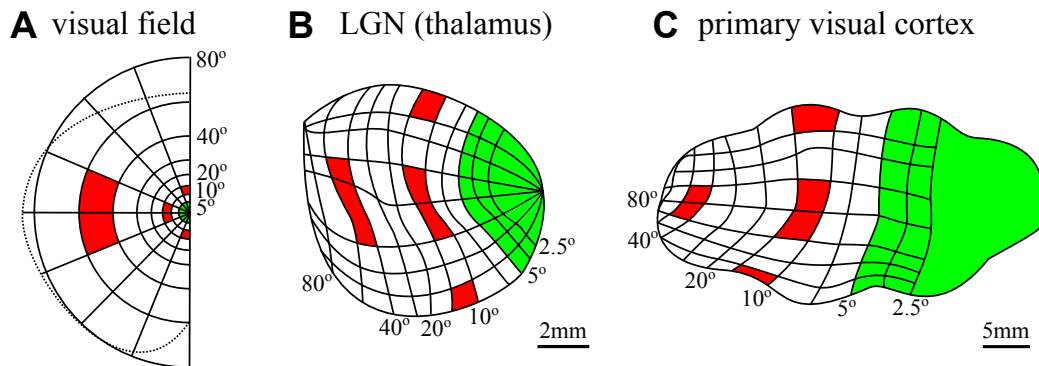 A visual field
80º
40º
20º
10º
5º
B LGN (thalamus)
80º
40º
20º
10º
5º
2.5º
2mm
C primary visual cortex
80º
40º
20º
10º
5º
2.5º
5mm